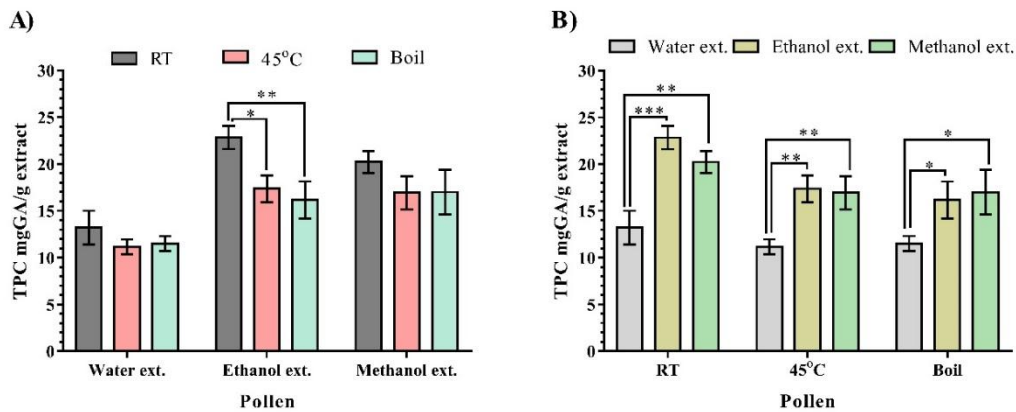 A)
RT 45°C Boil
** 
*
30
25
20
15
10
5
0
TPC mgGA/g extract
Water ext. Ethanol ext. Methanol ext.
Pollen
B)
Water ext. Ethanol ext. Methanol ext.
30
25
20
15
10
5
0
TPC mgGA/g extract
**
***
**
**
*
*
RT 45°C Boil
Pollen